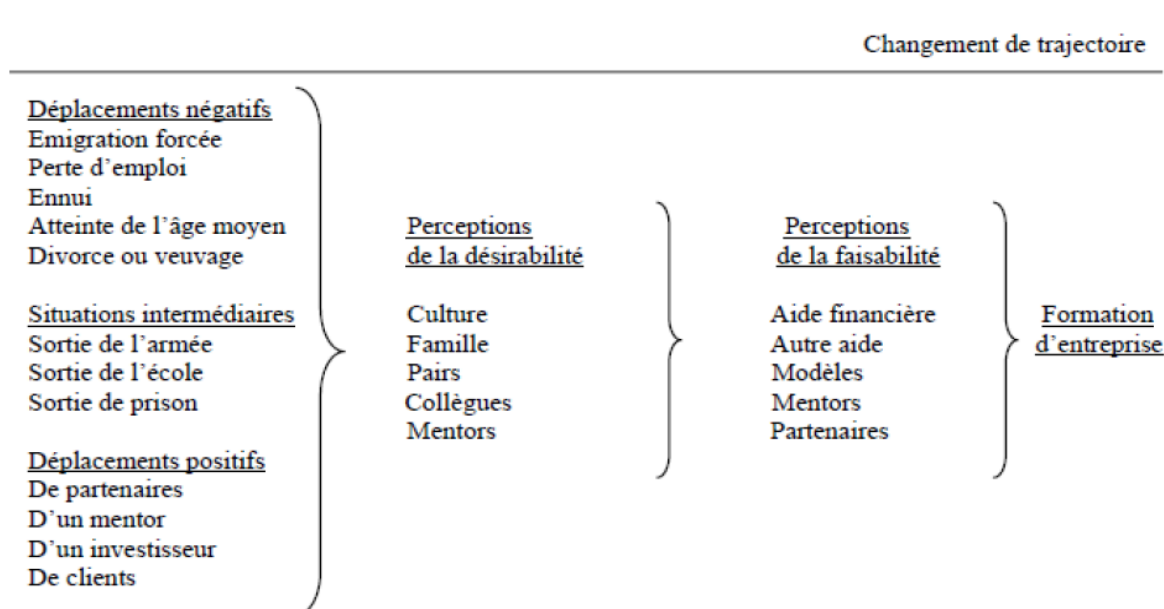 Changement de trajectoire
Déplacements négatifs
Emigration forcée
Perte d'emploi
Ennui
Atteinte de l'âge moyen
Divorce ou veuvage
Situations intermédiaires
Sortie de l'armée
Sortie de l'école
Sortie de prison
Déplacements positifs
De partenaires
D'un mentor
D'un investisseur
De clients
Perceptions
de la désirabilité
Culture
Famille
Pairs
Collègues
Mentors
Perceptions
de la faisabilité
Aide financière
Autre aide
Modèles
Mentors
Partenaires
Formation
d'entreprise